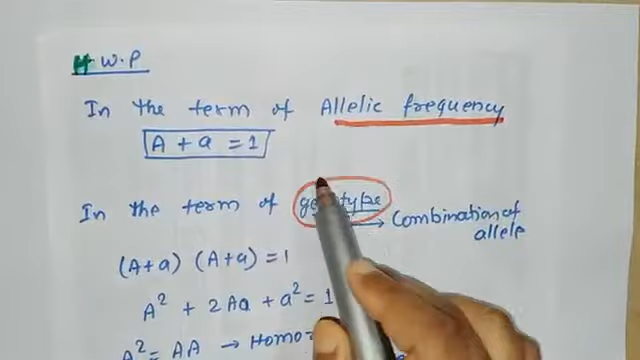 H.W.P
In the term of Allelic frequency
A + a = 1
In the term of
Combination of
allele
(A+a) (A+a) = 1
A² + 2Aa + a² = 1
A² = AA → Homo